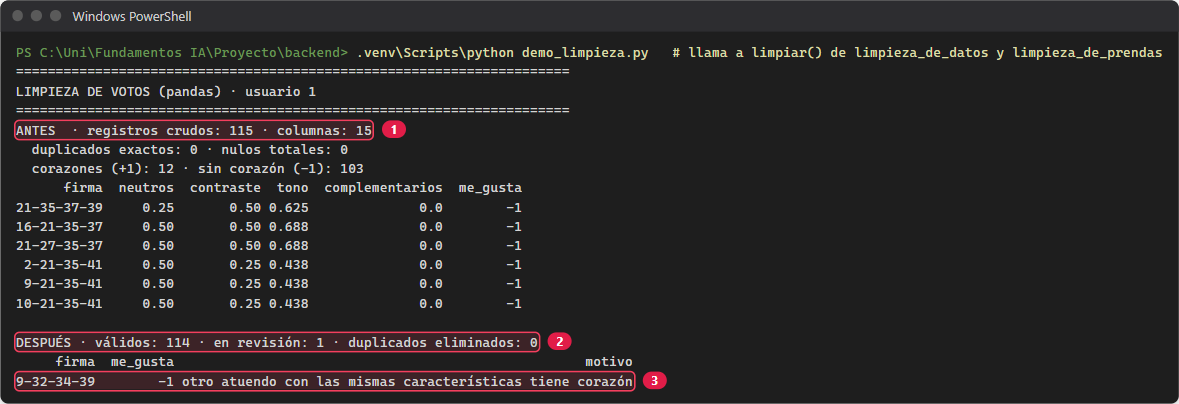 Windows PowerShell
PS C:\Uni\Fundamentos IA\Proyecto\backend> .venv\Scripts\python demo_limpieza.py   # llama a limpiar() de limpieza_de_datos y limpieza_de_prendas
======================================================================
LIMPIEZA DE VOTOS (pandas) · usuario 1
======================================================================
ANTES  · registros crudos: 115 · columnas: 15 1
  duplicados exactos: 0 · nulos totales: 0
  corazones (+1): 12 · sin corazón (-1): 103
      firma  neutros  contraste  tono  complementarios  me_gusta
21-35-37-39     0.25       0.50 0.625              0.0        -1
16-21-35-37     0.50       0.50 0.688              0.0        -1
21-27-35-37     0.50       0.50 0.688              0.0        -1
 2-21-35-41     0.50       0.25 0.438              0.0        -1
 9-21-35-41     0.50       0.25 0.438              0.0        -1
10-21-35-41     0.50       0.25 0.438              0.0        -1
DESPUÉS · válidos: 114 · en revisión: 1 · duplicados eliminados: 0 2
     firma  me_gusta                                                    motivo
9-32-34-39        -1 otro atuendo con las mismas características tiene corazón 3